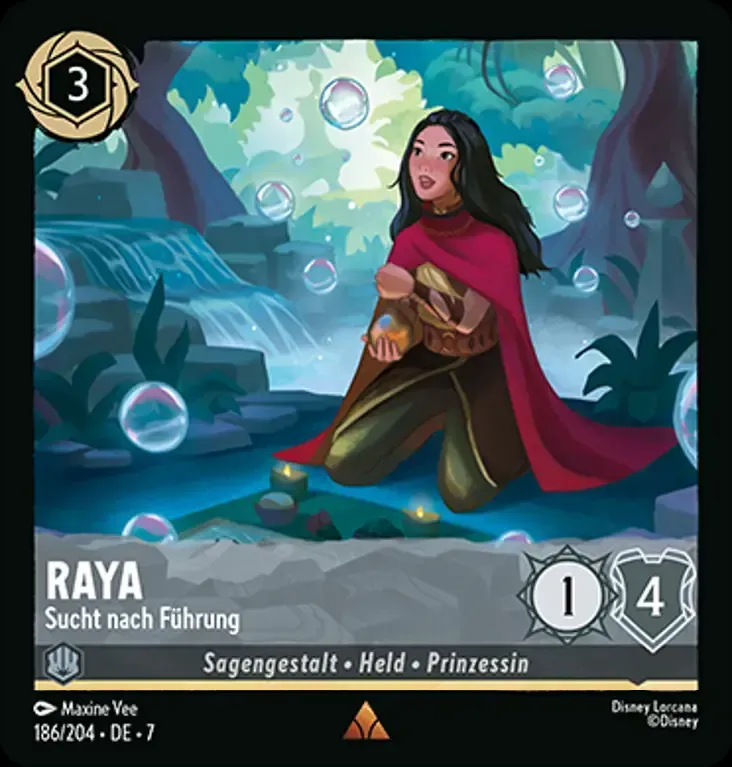 3
RAYA
Sucht nach Führung
1
4
Sagengestalt • Held • Prinzessin
Maxine Vee
186/204 • DE • 7
Disney Lorcana
©Disney